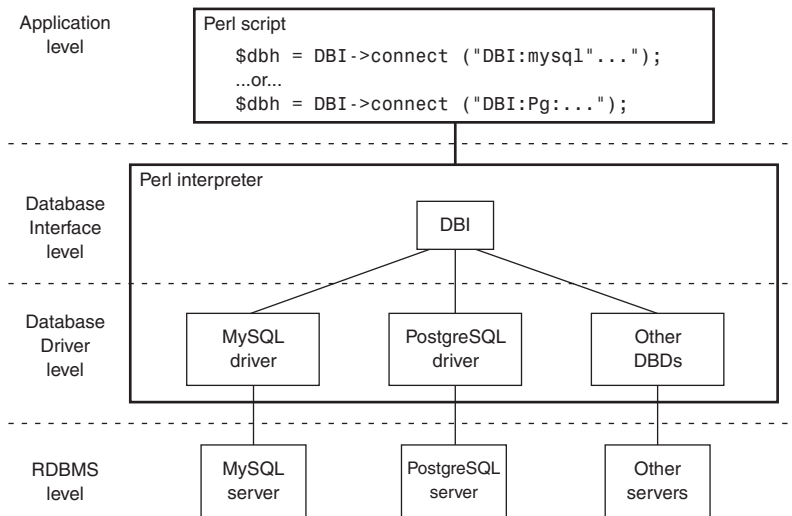 Application
level
Perl script
$dbh = DBI->connect ("DBI:mysql"...");
...or...
$dbh = DBI->connect ("DBI:Pg:...");
Perl interpreter
Database
Interface
level
DBI
Database
Driver
level
MySQL
driver
PostgreSQL
driver
Other
DBDs
RDBMS
level
MySQL
server
PostgreSQL
server
Other
servers